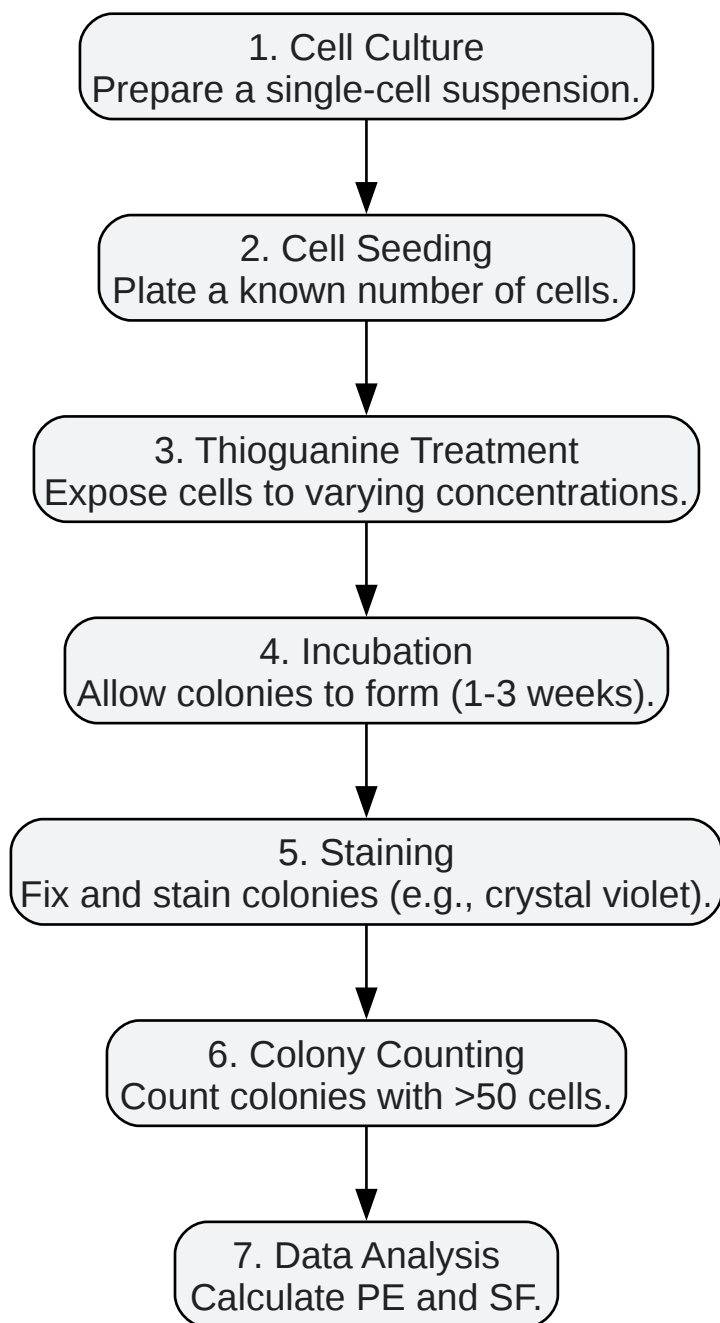 1. Cell Culture
Prepare a single-cell suspension.
2. Cell Seeding
Plate a known number of cells.
3. Thioguanine Treatment
Expose cells to varying concentrations.
4. Incubation
Allow colonies to form (1-3 weeks).
5. Staining
Fix and stain colonies (e.g., crystal violet).
6. Colony Counting
Count colonies with >50 cells.
7. Data Analysis
Calculate PE and SF.